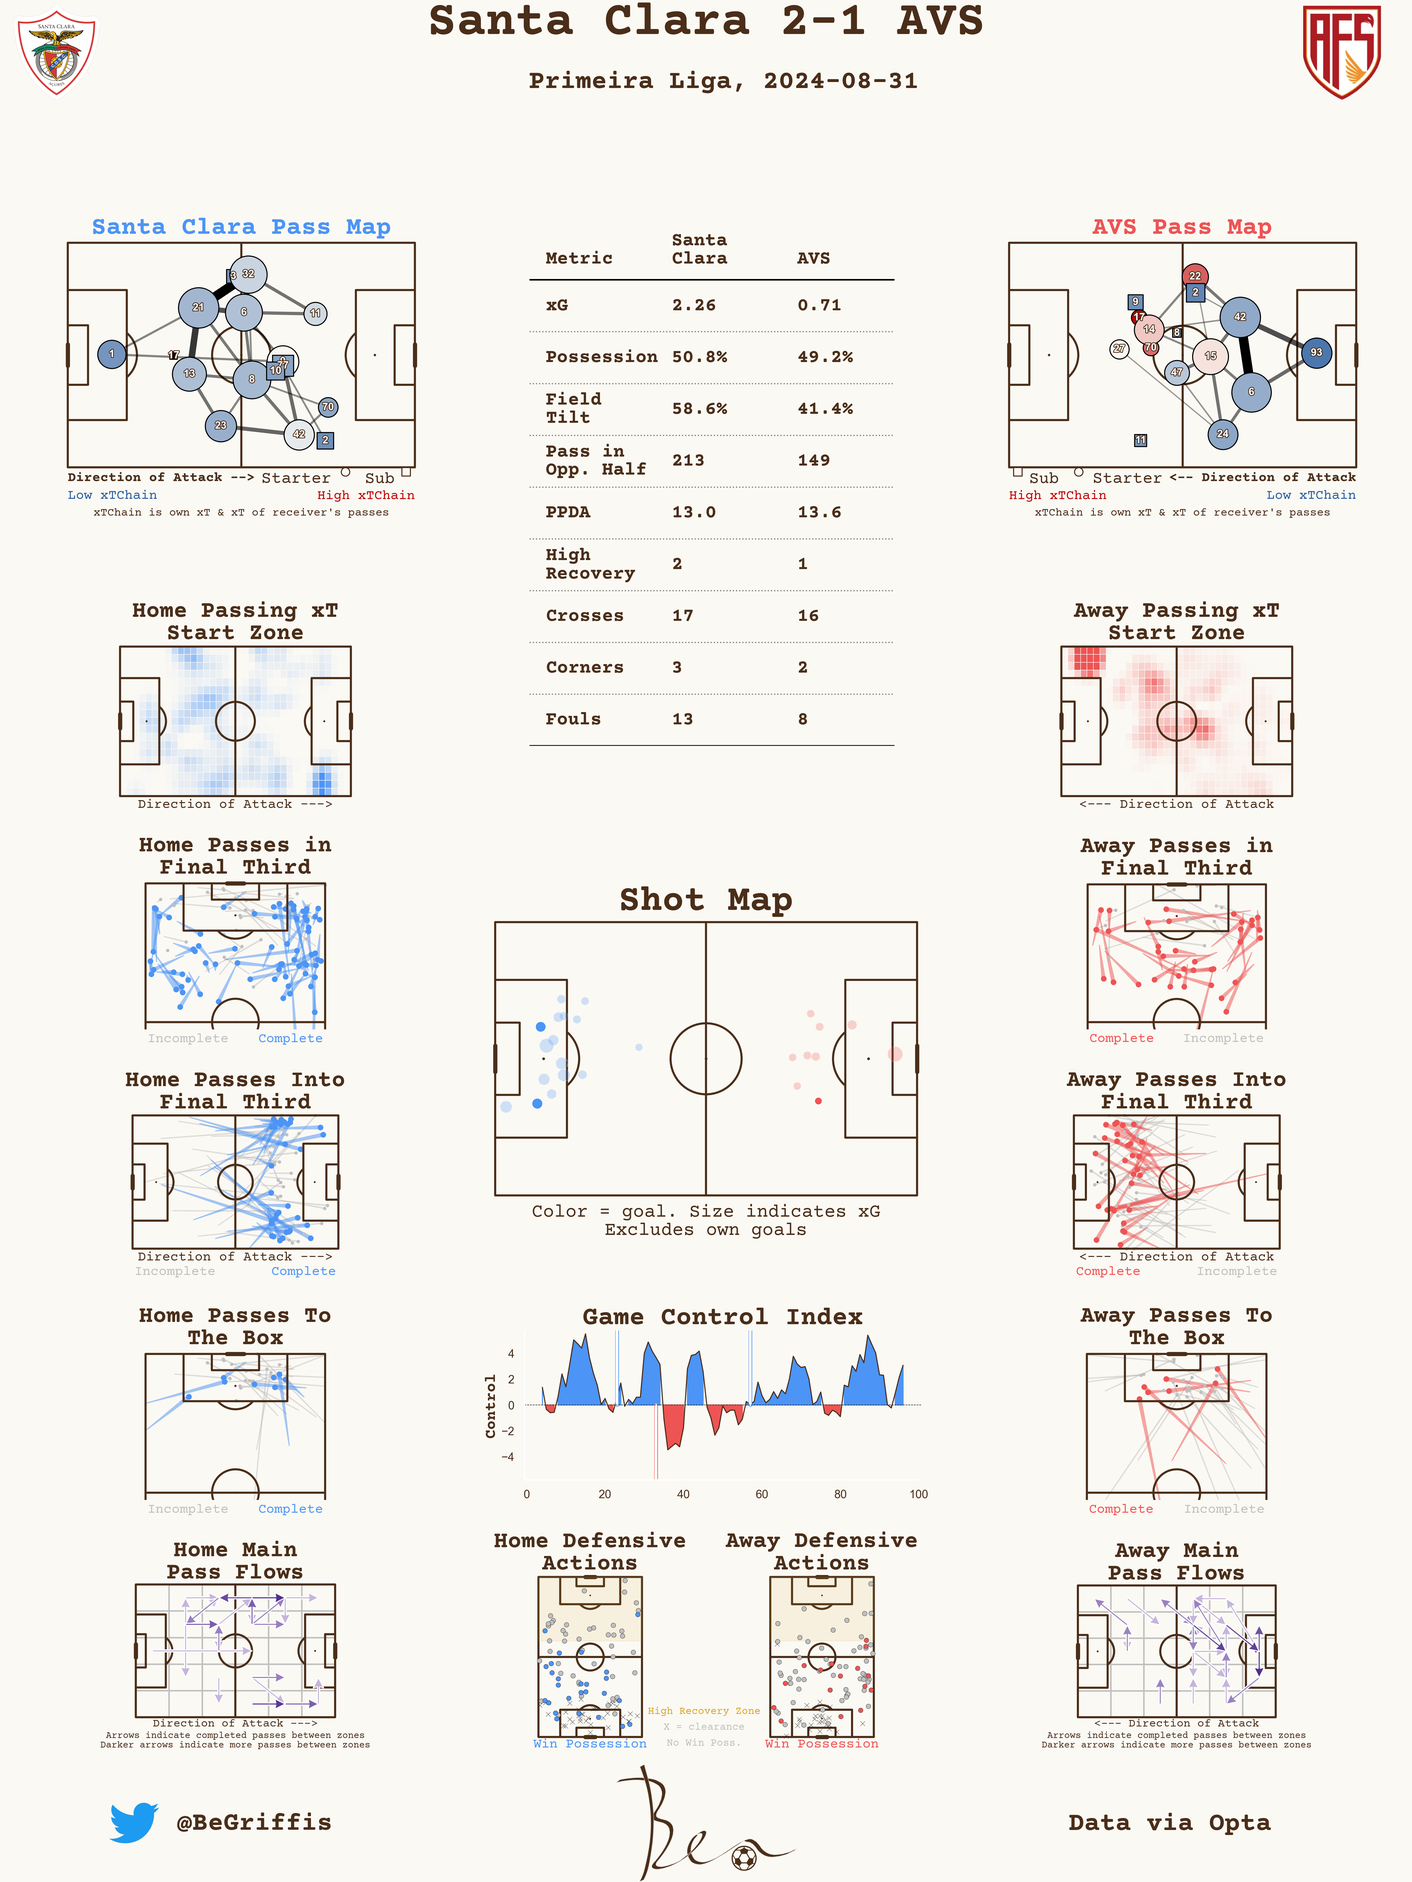 Santa Clara 2-1 AVS
Primeira Liga, 2024-08-31
SANTA CLARA
AÇORES
AFS
Santa Clara Pass Map
3 32
21
6
11
1
17
13
8
10
77
70
23
42
2
Direction of Attack --> Starter Sub
Low xTChain High xTChain
xTChain is own xT & xT of receiver's passes
Metric Santa Clara AVS
xG 2.26 0.71
Possession 50.8% 49.2%
Field Tilt 58.6% 41.4%
Pass in Opp. Half 213 149
PPDA 13.0 13.6
High Recovery 2 1
Crosses 17 16
Corners 3 2
Fouls 13 8
AVS Pass Map
22
2
9
17
14
8
42
27
70
15
93
47
6
24
11
Sub Starter <-- Direction of Attack
High xTChain Low xTChain
xTChain is own xT & xT of receiver's passes
Home Passing xT
Start Zone
Direction of Attack --->
Away Passing xT
Start Zone
<--- Direction of Attack
Home Passes in
Final Third
Incomplete Complete
Shot Map
Color = goal. Size indicates xG
Excludes own goals
Away Passes in
Final Third
Complete Incomplete
Home Passes Into
Final Third
Direction of Attack --->
Incomplete Complete
Away Passes Into
Final Third
<--- Direction of Attack
Complete Incomplete
Home Passes To
The Box
Incomplete Complete
Game Control Index
Control
4
2
0
−2
−4
0 20 40 60 80 100
Away Passes To
The Box
Complete Incomplete
Home Main
Pass Flows
Direction of Attack --->
Arrows indicate completed passes between zones
Darker arrows indicate more passes between zones
Home Defensive
Actions
Win Possession
High Recovery Zone
X = clearance
No Win Poss.
Away Defensive
Actions
Win Possession
Away Main
Pass Flows
<--- Direction of Attack
Arrows indicate completed passes between zones
Darker arrows indicate more passes between zones
@BeGriffis
Ben
Data via Opta